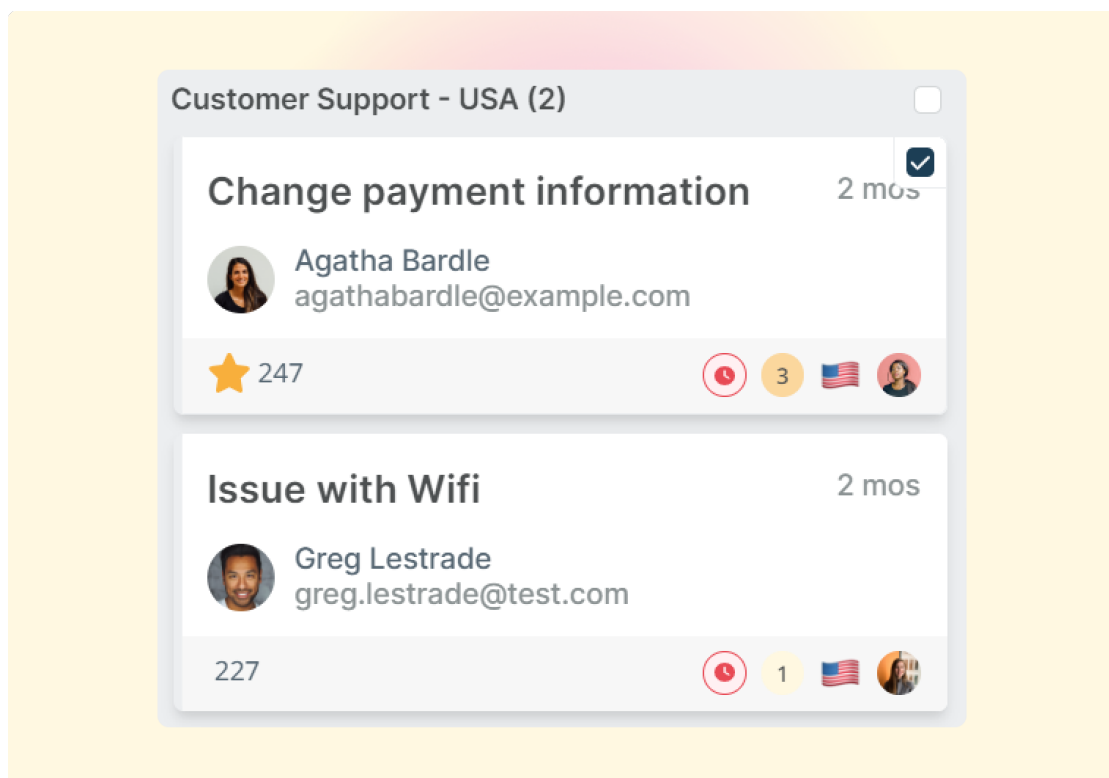 Customer Support - USA (2)
Change payment information
2 mos
Agatha Bardle
agathabardle@example.com
247
3
Issue with Wifi
2 mos
Greg Lestrade
greg.lestrade@test.com
227
1